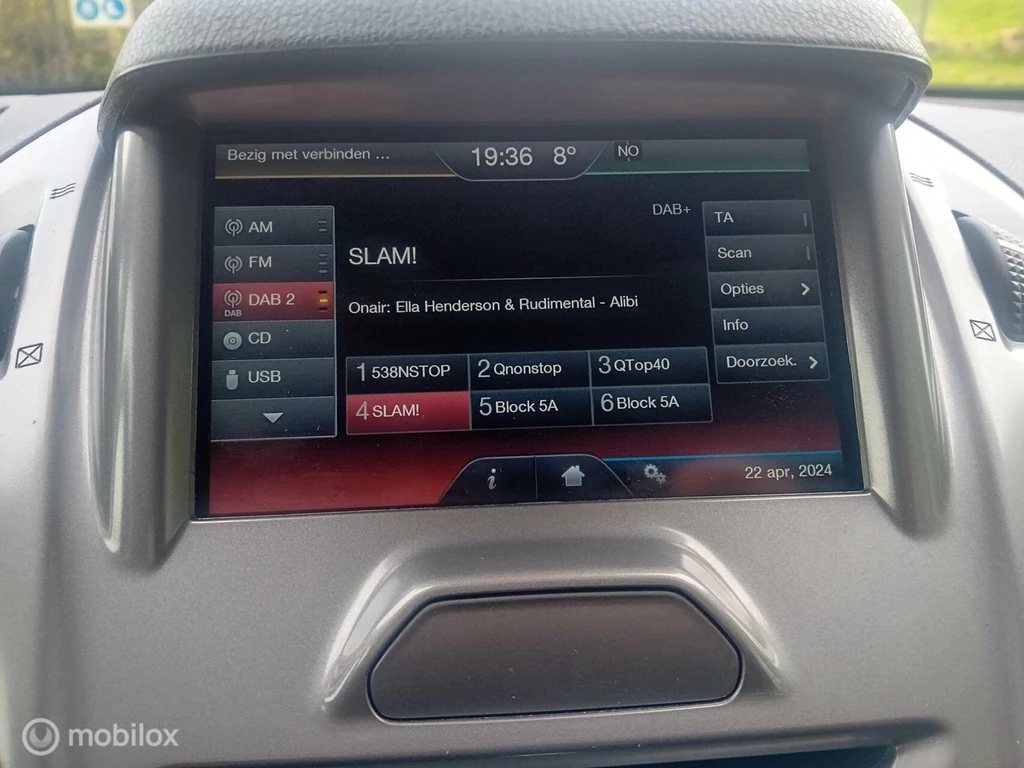 Bezig met verbinden ...
19:36 8°
NO
AM
FM
DAB 2
DAB
CD
USB
DAB+
SLAM!
Onair: Ella Henderson & Rudimental - Alibi
1 538NSTOP
2 Qnonstop
3 QTop40
4 SLAM!
5 Block 5A
6 Block 5A
TA
Scan
Opties
Info
Doorzoek.
i
22 apr, 2024
mobilox